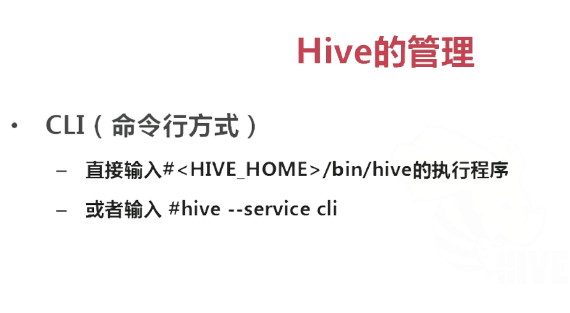 Hive的管理
• CLI（命令行方式）
– 直接输入#<HIVE_HOME>/bin/hive的执行程序
– 或者输入 #hive --service cli
HIVE